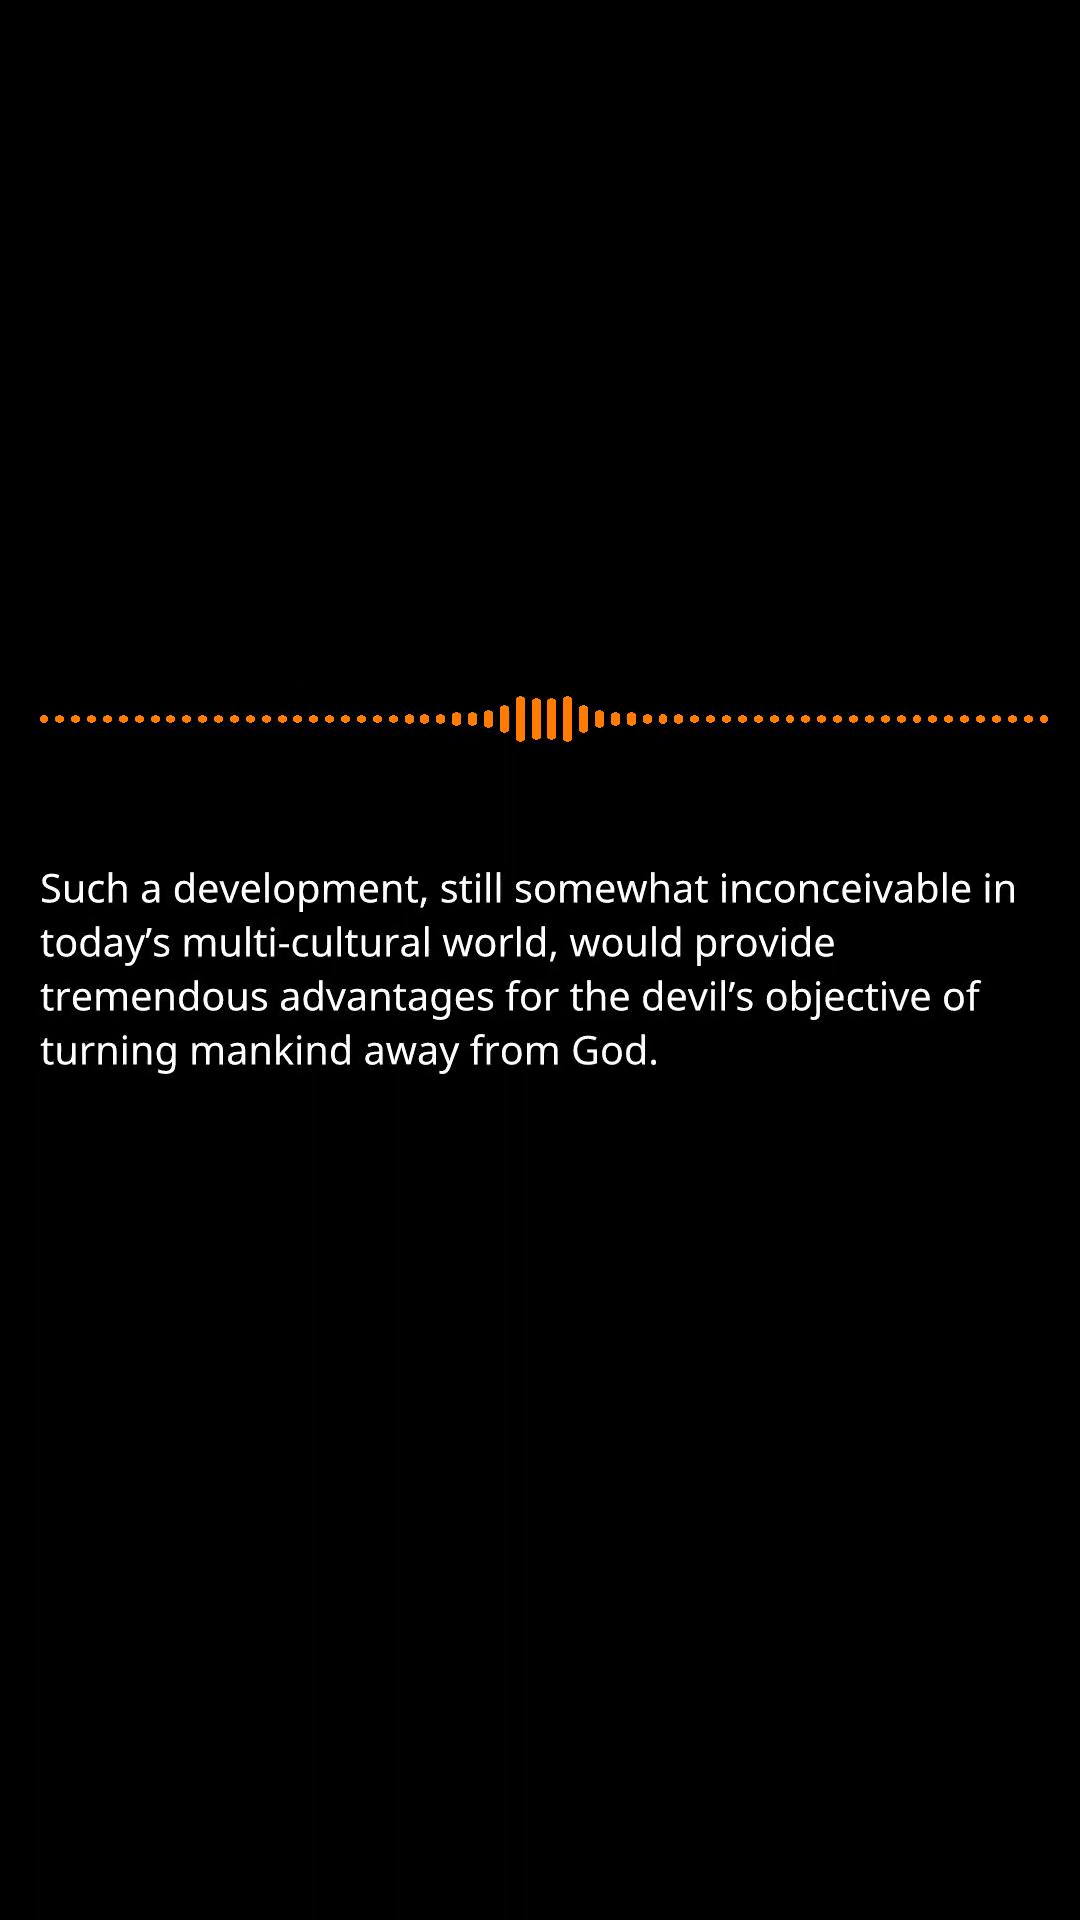 Such a development, still somewhat inconceivable in
today’s multi-cultural world, would provide
tremendous advantages for the devil’s objective of
turning mankind away from God.